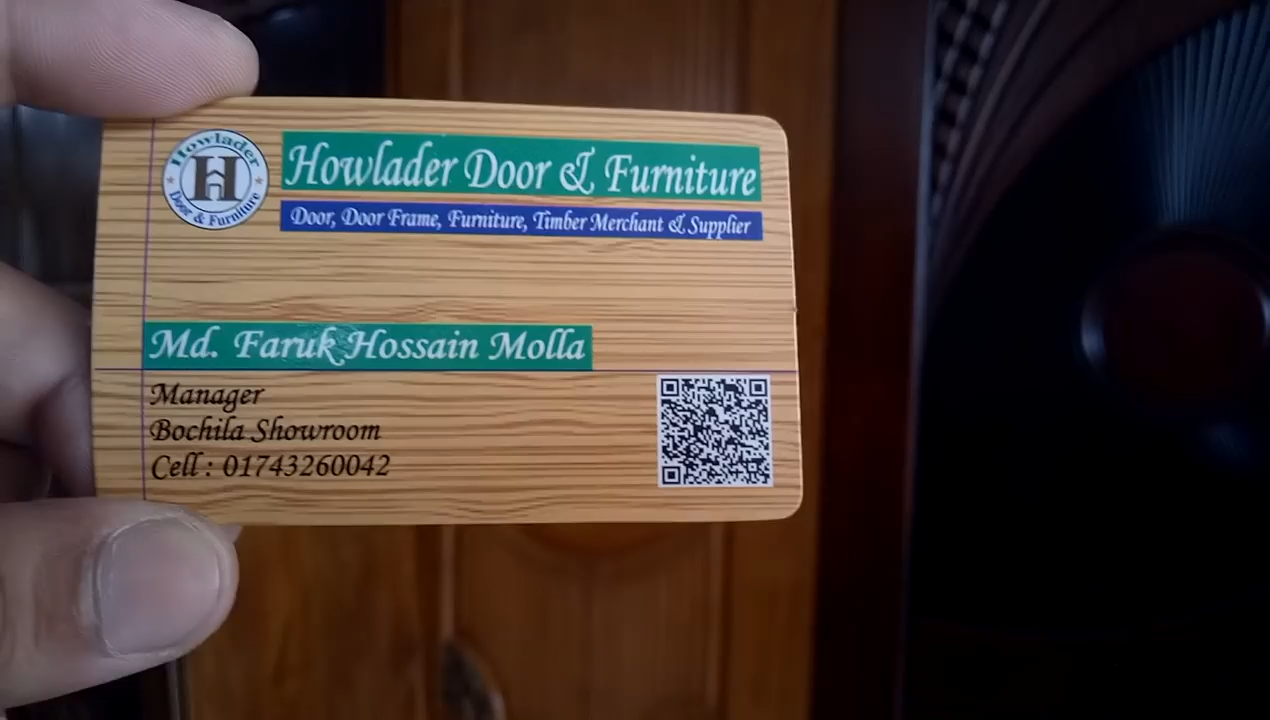 Howlader
H
Door & Furniture
Howlader Door & Furniture
Door, Door Frame, Furniture, Timber Merchant & Supplier
Md. Faruk Hossain Molla
Manager
Bochila Showroom
Cell : 01743260042